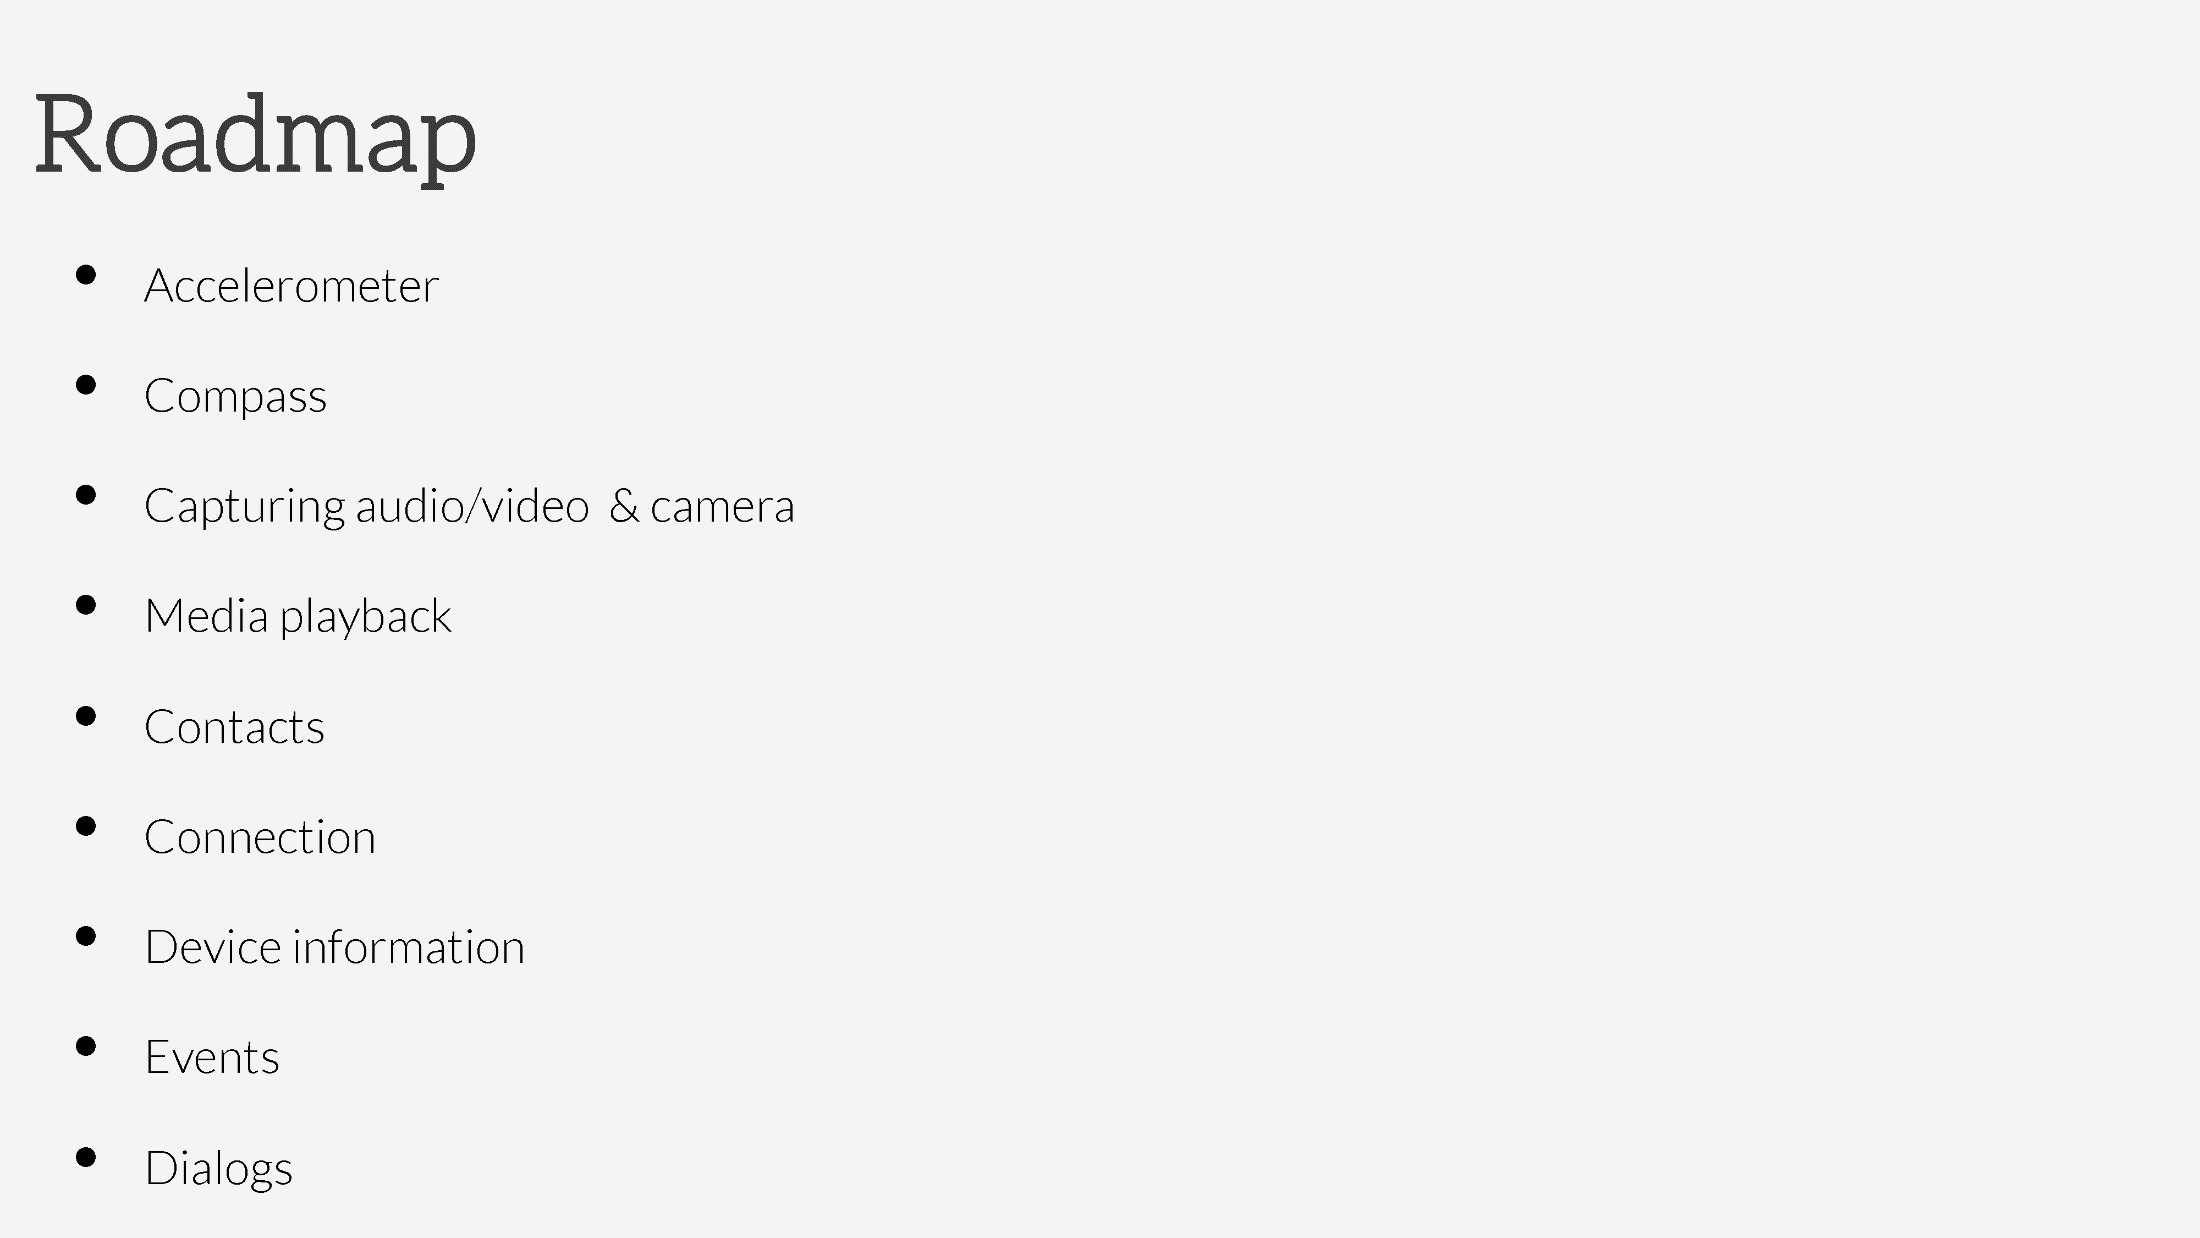 Roadmap
• Accelerometer
• Compass
• Capturing audio/video & camera
• Media playback
• Contacts
• Connection
• Device information
• Events
• Dialogs